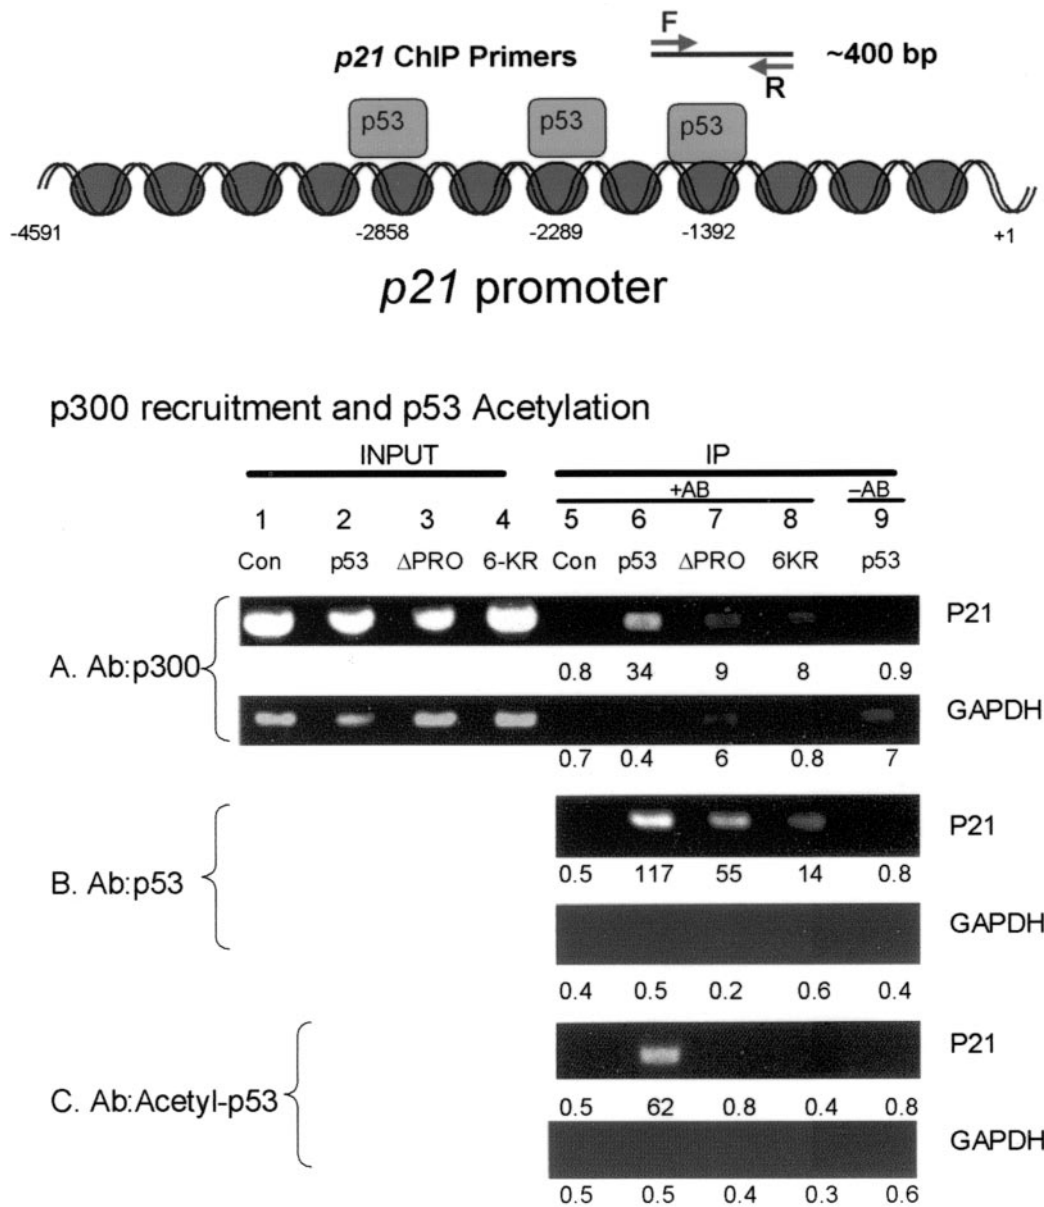 F
p21 ChIP Primers
~400 bp
R
p53 p53 p53
-4591 -2858 -2289 -1392 +1
p21 promoter
p300 recruitment and p53 Acetylation
INPUT IP
+AB –AB
1 2 3 4 5 6 7 8 9
Con p53 ΔPRO 6-KR Con p53 ΔPRO 6KR p53
P21
A. Ab:p300
0.8 34 9 8 0.9
GAPDH
0.7 0.4 6 0.8 7
P21
0.5 117 55 14 0.8
B. Ab:p53
GAPDH
0.4 0.5 0.2 0.6 0.4
P21
C. Ab:Acetyl-p53
0.5 62 0.8 0.4 0.8
GAPDH
0.5 0.5 0.4 0.3 0.6